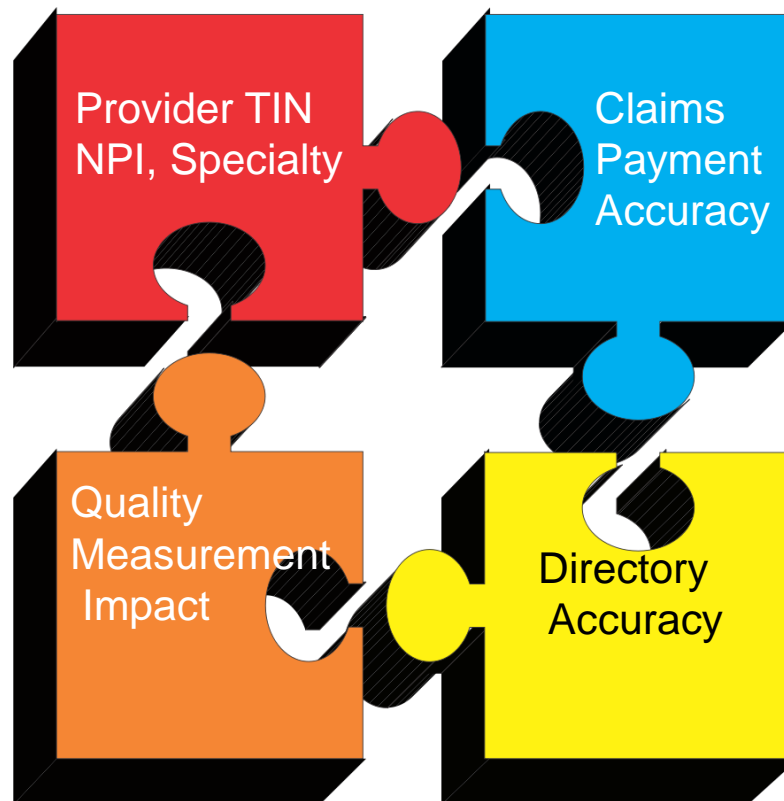 Provider TIN
NPI, Specialty
Claims
Payment
Accuracy
Quality
Measurement
Impact
Directory
Accuracy